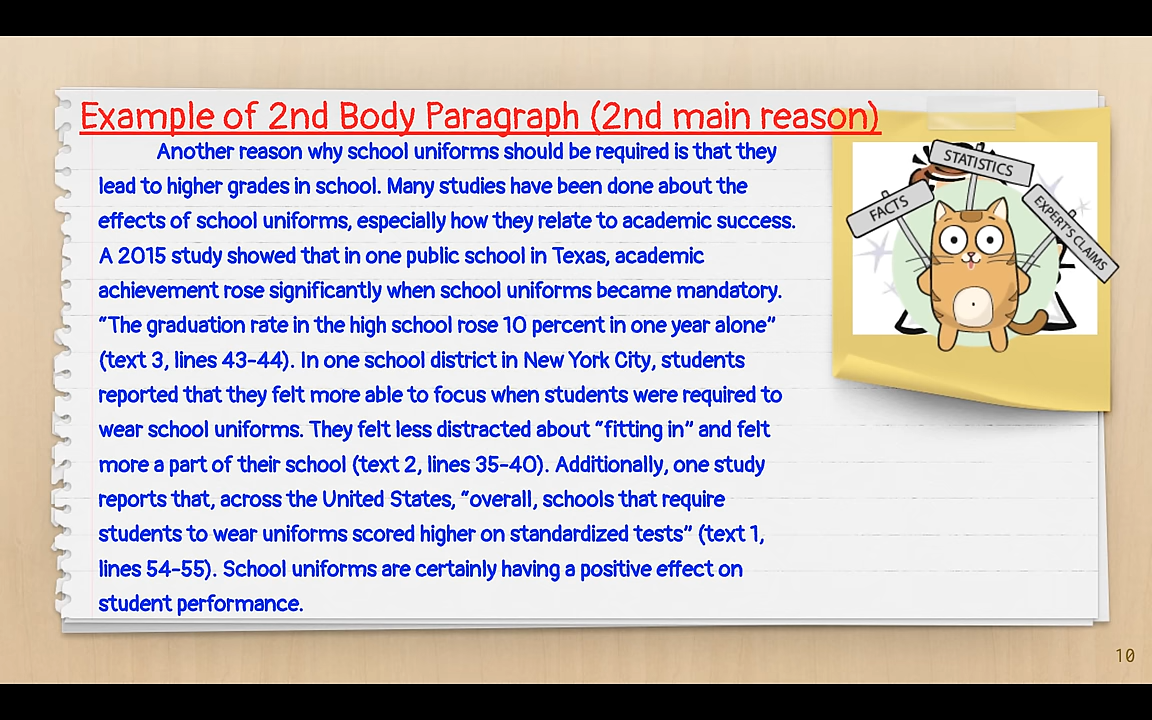 Example of 2nd Body Paragraph (2nd main reason)
Another reason why school uniforms should be required is that they
lead to higher grades in school. Many studies have been done about the
effects of school uniforms, especially how they relate to academic success.
A 2015 study showed that in one public school in Texas, academic
achievement rose significantly when school uniforms became mandatory.
“The graduation rate in the high school rose 10 percent in one year alone”
(text 3, lines 43-44). In one school district in New York City, students
reported that they felt more able to focus when students were required to
wear school uniforms. They felt less distracted about “fitting in” and felt
more a part of their school (text 2, lines 35-40). Additionally, one study
reports that, across the United States, “overall, schools that require
students to wear uniforms scored higher on standardized tests” (text 1,
lines 54-55). School uniforms are certainly having a positive effect on
student performance.
STATISTICS
FACTS
EXPERT'S CLAIMS
10